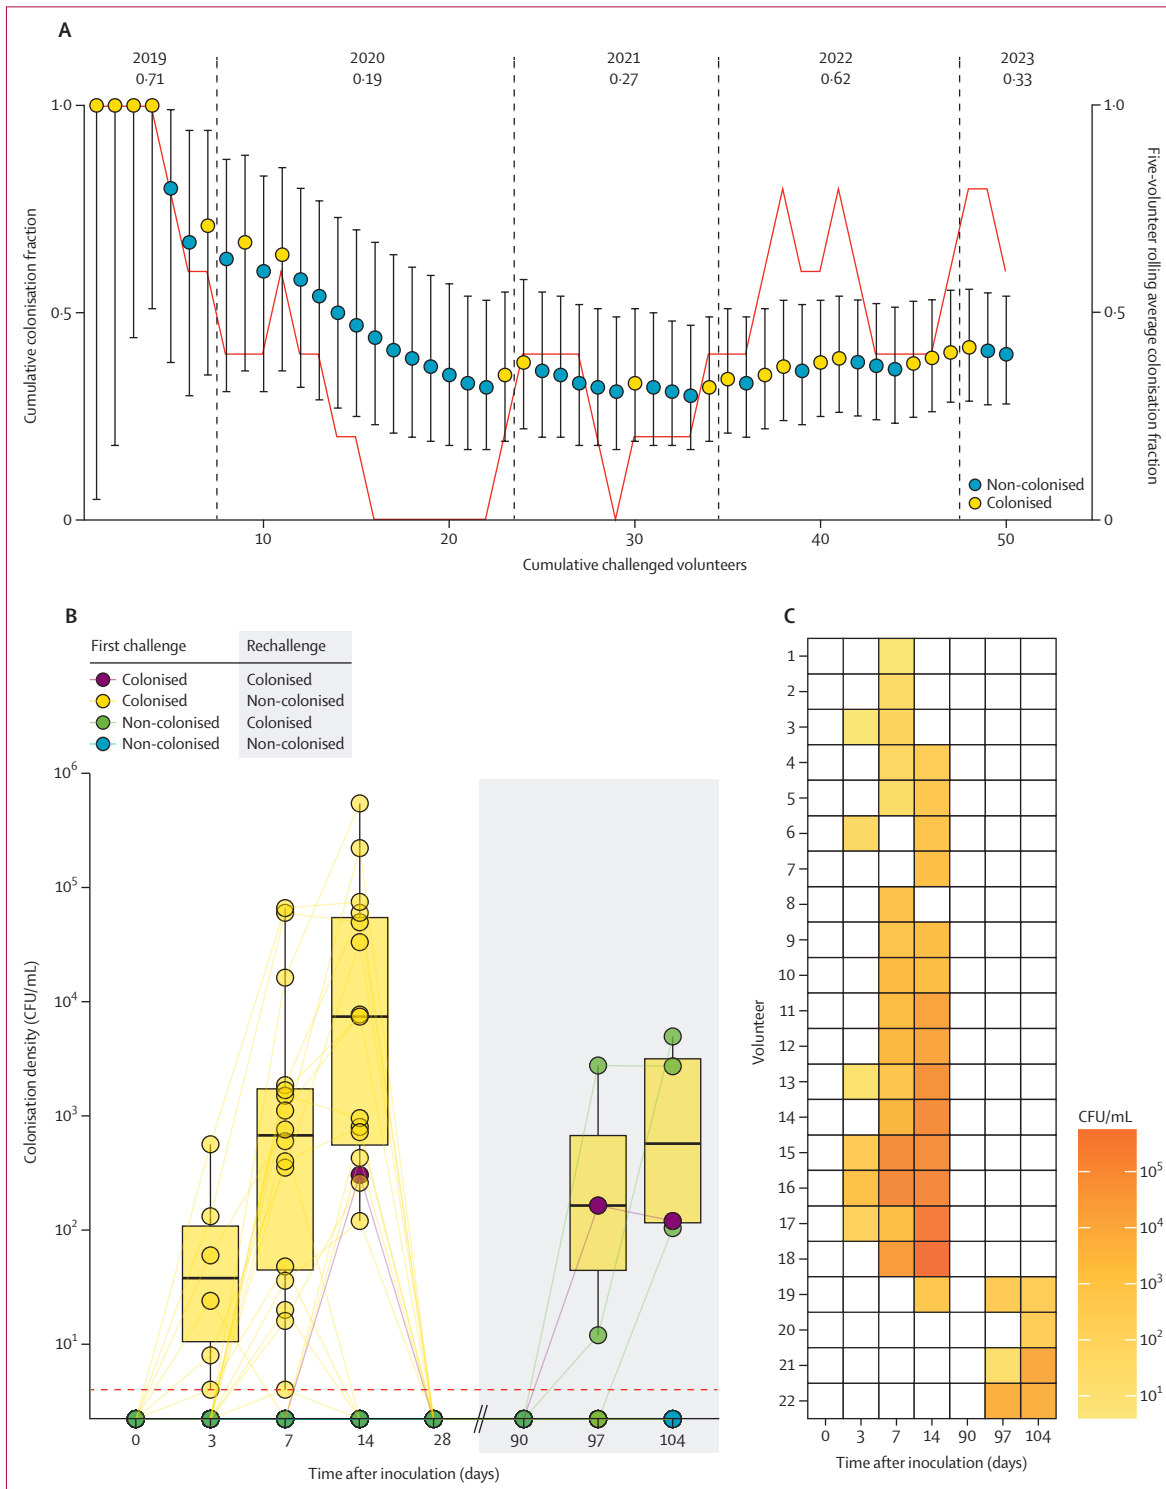 A
2019 2020 2021 2022 2023
0·71 0·19 0·27 0·62 0·33
Cumulative colonisation fraction
1·0
0·5
0
Five-volunteer rolling average colonisation fraction
1·0
0·5
0
Non-colonised
Colonised
10 20 30 40 50
Cumulative challenged volunteers
B
First challenge Rechallenge
Colonised Colonised
Colonised Non-colonised
Non-colonised Colonised
Non-colonised Non-colonised
Colonisation density (CFU/mL)
10⁶
10⁵
10⁴
10³
10²
10¹
0 3 7 14 28 90 97 104
Time after inoculation (days)
C
Volunteer
1
2
3
4
5
6
7
8
9
10
11
12
13
14
15
16
17
18
19
20
21
22
0 3 7 14 90 97 104
Time after inoculation (days)
CFU/mL
10⁵
10⁴
10³
10²
10¹